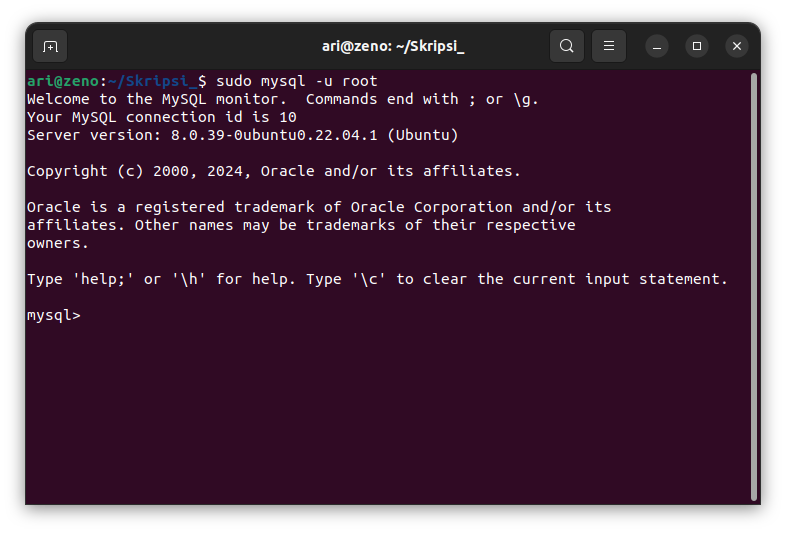 ari@zeno: ~/Skripsi_
ari@zeno:~/Skripsi_$ sudo mysql -u root
Welcome to the MySQL monitor.  Commands end with ; or \g.
Your MySQL connection id is 10
Server version: 8.0.39-0ubuntu0.22.04.1 (Ubuntu)
Copyright (c) 2000, 2024, Oracle and/or its affiliates.
Oracle is a registered trademark of Oracle Corporation and/or its
affiliates. Other names may be trademarks of their respective
owners.
Type 'help;' or '\h' for help. Type '\c' to clear the current input statement.
mysql>